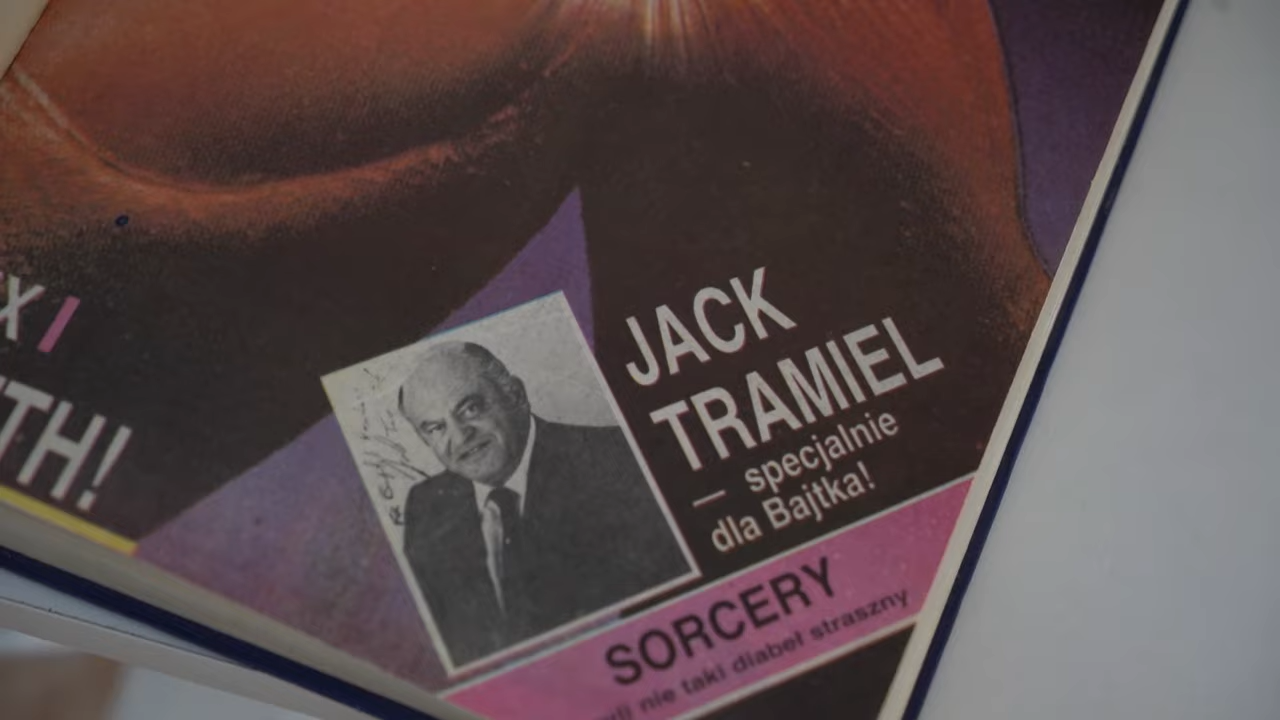 X I
TH!
JACK
TRAMIEL
— specjalnie
dla Bajtka!
SORCERY
nie taki diabeł straszny